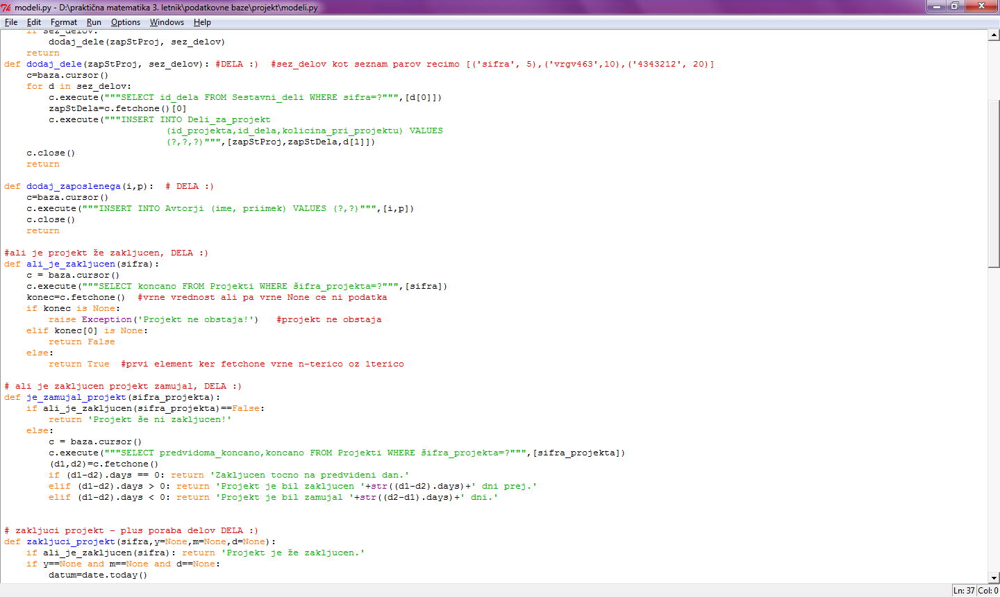 modeli.py - D:\praktična matematika 3. letnik\podatkovne baze\projekt\modeli.py
File Edit Format Run Options Windows Help
if sez_delov:
dodaj_dele(zapStProj, sez_delov)
return
def dodaj_dele(zapStProj, sez_delov): #DELA :)  #sez_delov kot seznam parov recimo [('sifra', 5),('vrgv463',10),('4343212', 20)]
c=baza.cursor()
for d in sez_delov:
c.execute("""SELECT id_dela FROM Sestavni_deli WHERE sifra=?""",[d[0]])
zapStDela=c.fetchone()[0]
c.execute("""INSERT INTO Deli_za_projekt
(id_projekta,id_dela,kolicina_pri_projektu) VALUES
(?,?,?)""",[zapStProj,zapStDela,d[1]])
c.close()
return
def dodaj_zaposlenega(i,p):  # DELA :)
c=baza.cursor()
c.execute("""INSERT INTO Avtorji (ime, priimek) VALUES (?,?)""",[i,p])
c.close()
return
#ali je projekt že zakljucen, DELA :)
def ali_je_zakljucen(sifra):
c = baza.cursor()
c.execute("""SELECT koncano FROM Projekti WHERE šifra_projekta=?""",[sifra])
konec=c.fetchone()  #vrne vrednost ali pa vrne None ce ni podatka
if konec is None:
raise Exception('Projekt ne obstaja!')   #projekt ne obstaja
elif konec[0] is None:
return False
else:
return True  #prvi element ker fetchone vrne n-terico oz 1terico
# ali je zakljucen projekt zamujal, DELA :)
def je_zamujal_projekt(sifra_projekta):
if ali_je_zakljucen(sifra_projekta)==False:
return 'Projekt še ni zakljucen!'
else:
c = baza.cursor()
c.execute("""SELECT predvidoma_koncano,koncano FROM Projekti WHERE šifra_projekta=?""",[sifra_projekta])
(d1,d2)=c.fetchone()
if (d1-d2).days == 0: return 'Zakljucen tocno na predvideni dan.'
elif (d1-d2).days > 0: return 'Projekt je bil zakljucen '+str((d1-d2).days)+' dni prej.'
elif (d1-d2).days < 0: return 'Projekt je bil zamujal '+str((d2-d1).days)+' dni.'
# zakljuci projekt - plus poraba delov DELA :)
def zakljuci_projekt(sifra,y=None,m=None,d=None):
if ali_je_zakljucen(sifra): return 'Projekt je že zakljucen.'
if y==None and m==None and d==None:
datum=date.today()
Ln: 37 Col: 0